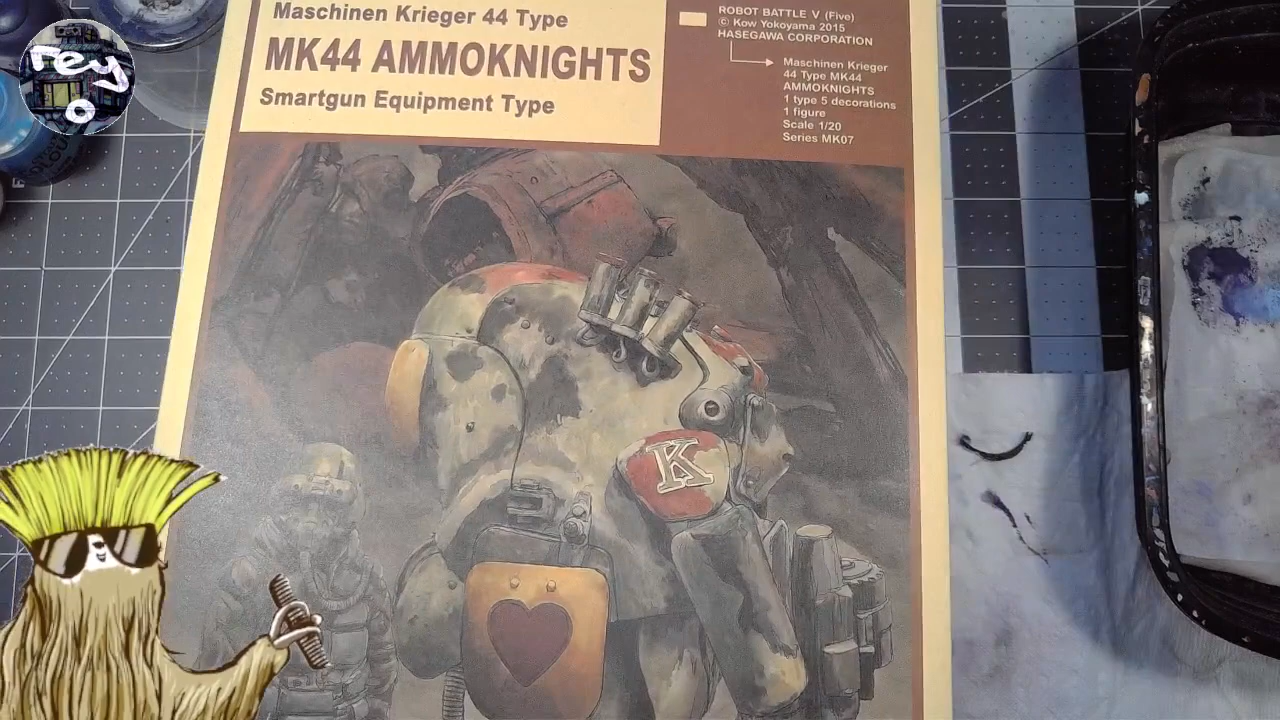 rey
o
Maschinen Krieger 44 Type
MK44 AMMOKNIGHTS
Smartgun Equipment Type
ROBOT BATTLE V (Five)
© Kow Yokoyama 2015
HASEGAWA CORPORATION
Maschinen Krieger
44 Type MK44
AMMOKNIGHTS
1 type 5 decorations
1 figure
Scale 1/20
Series MK07
K